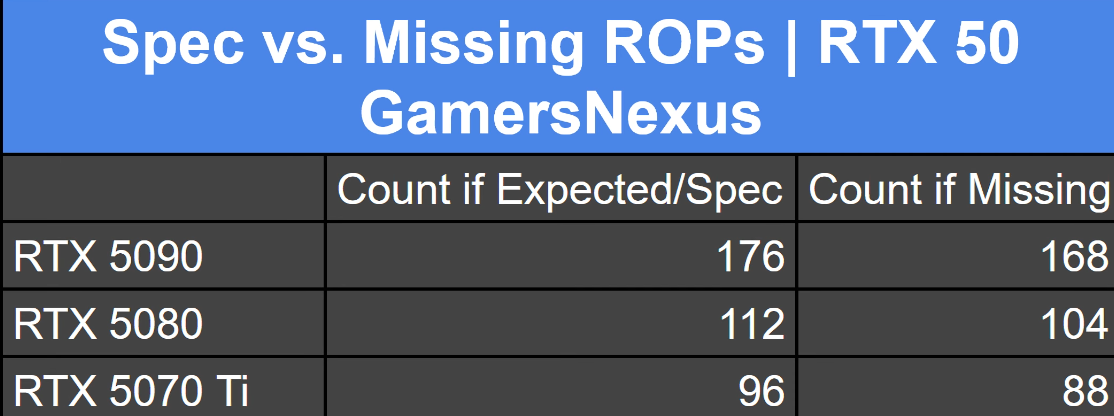 Spec vs. Missing ROPs | RTX 50
GamersNexus
Count if Expected/Spec Count if Missing
RTX 5090 176 168
RTX 5080 112 104
RTX 5070 Ti 96 88